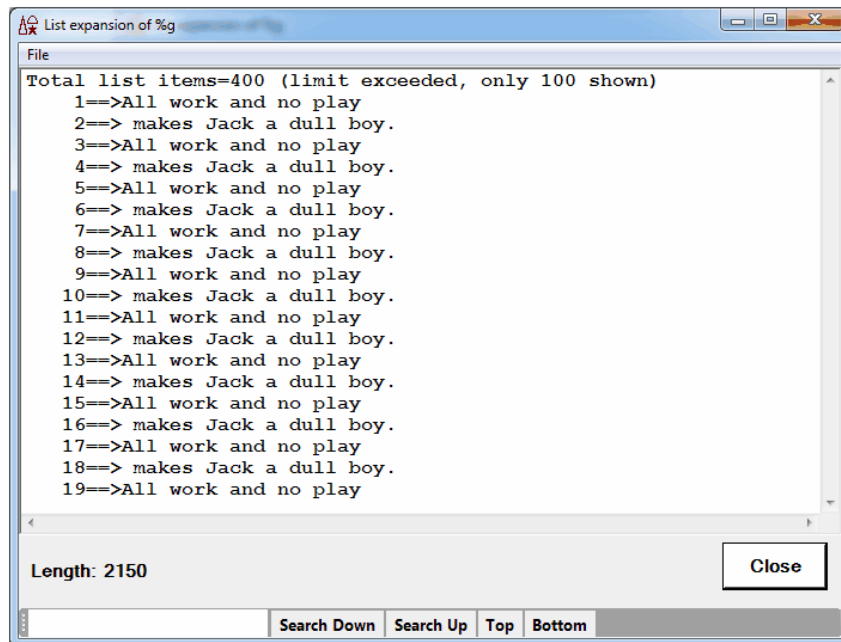 List expansion of %g
File
Total list items=400 (limit exceeded, only 100 shown)
1==>All work and no play
2==> makes Jack a dull boy.
3==>All work and no play
4==> makes Jack a dull boy.
5==>All work and no play
6==> makes Jack a dull boy.
7==>All work and no play
8==> makes Jack a dull boy.
9==>All work and no play
10==> makes Jack a dull boy.
11==>All work and no play
12==> makes Jack a dull boy.
13==>All work and no play
14==> makes Jack a dull boy.
15==>All work and no play
16==> makes Jack a dull boy.
17==>All work and no play
18==> makes Jack a dull boy.
19==>All work and no play
Length: 2150
Close
Search Down Search Up Top Bottom